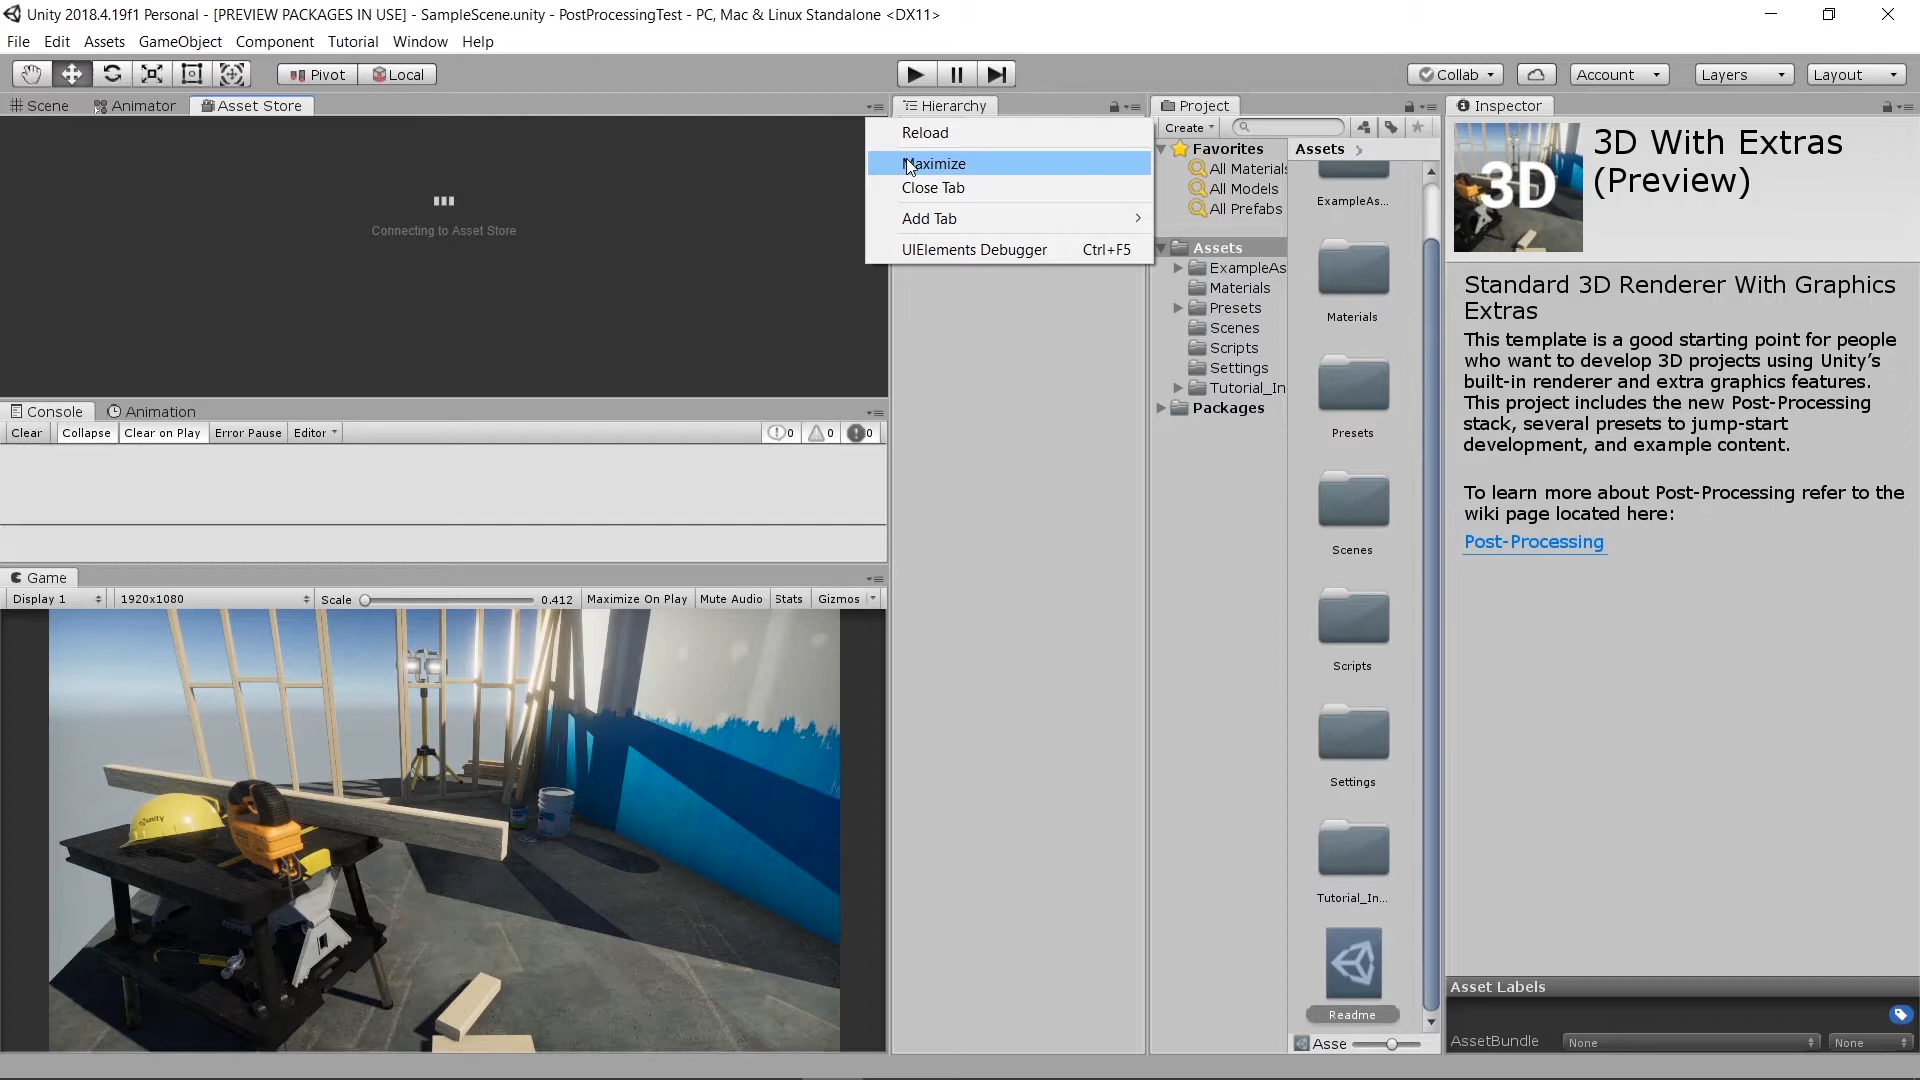 Unity 2018.4.19f1 Personal - [PREVIEW PACKAGES IN USE] - SampleScene.unity - PostProcessingTest - PC, Mac & Linux Standalone <DX11>
File Edit Assets GameObject Component Tutorial Window Help
Pivot Local Collab Account Layers Layout
Scene Animator Asset Store
Connecting to Asset Store
Hierarchy
Reload
Maximize
Close Tab
Add Tab
UIElements Debugger Ctrl+F5
Console Animation
Clear Collapse Clear on Play Error Pause Editor 0 0 0
Game
Display 1 1920x1080 Scale 0.412 Maximize On Play Mute Audio Stats Gizmos
unity
Project
Create
Favorites
All Materials
All Models
All Prefabs
Assets
ExampleAs
Materials
Presets
Scenes
Scripts
Settings
Tutorial_In
Packages
Assets
ExampleAs...
Materials
Presets
Scenes
Scripts
Settings
Tutorial_In...
Readme
Asse
Inspector
3D
3D With Extras
(Preview)
Standard 3D Renderer With Graphics
Extras
This template is a good starting point for people
who want to develop 3D projects using Unity’s
built-in renderer and extra graphics features.
This project includes the new Post-Processing
stack, several presets to jump-start
development, and example content.
To learn more about Post-Processing refer to the
wiki page located here:
Post-Processing
Asset Labels
AssetBundle None None